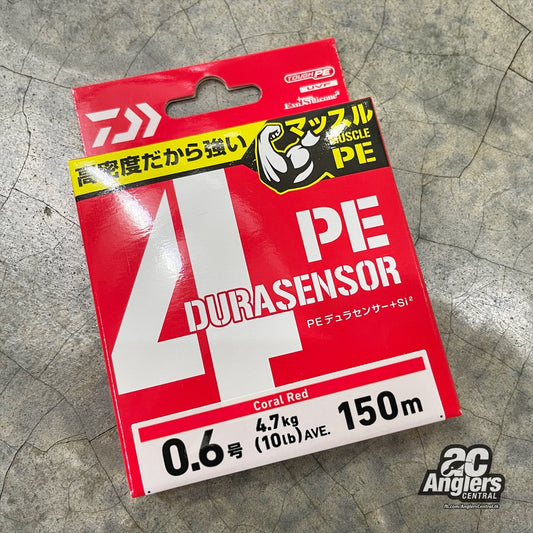 TOUGH PE
UVF
EvoSilicone²
高密度だから強い
マッスル
MUSCLE
PE
4
PE
DURASENSOR
PEデュラセンサー+Si²
Coral Red
0.6号
4.7kg
(10lb) AVE.
150m
ac
Anglers
CENTRAL